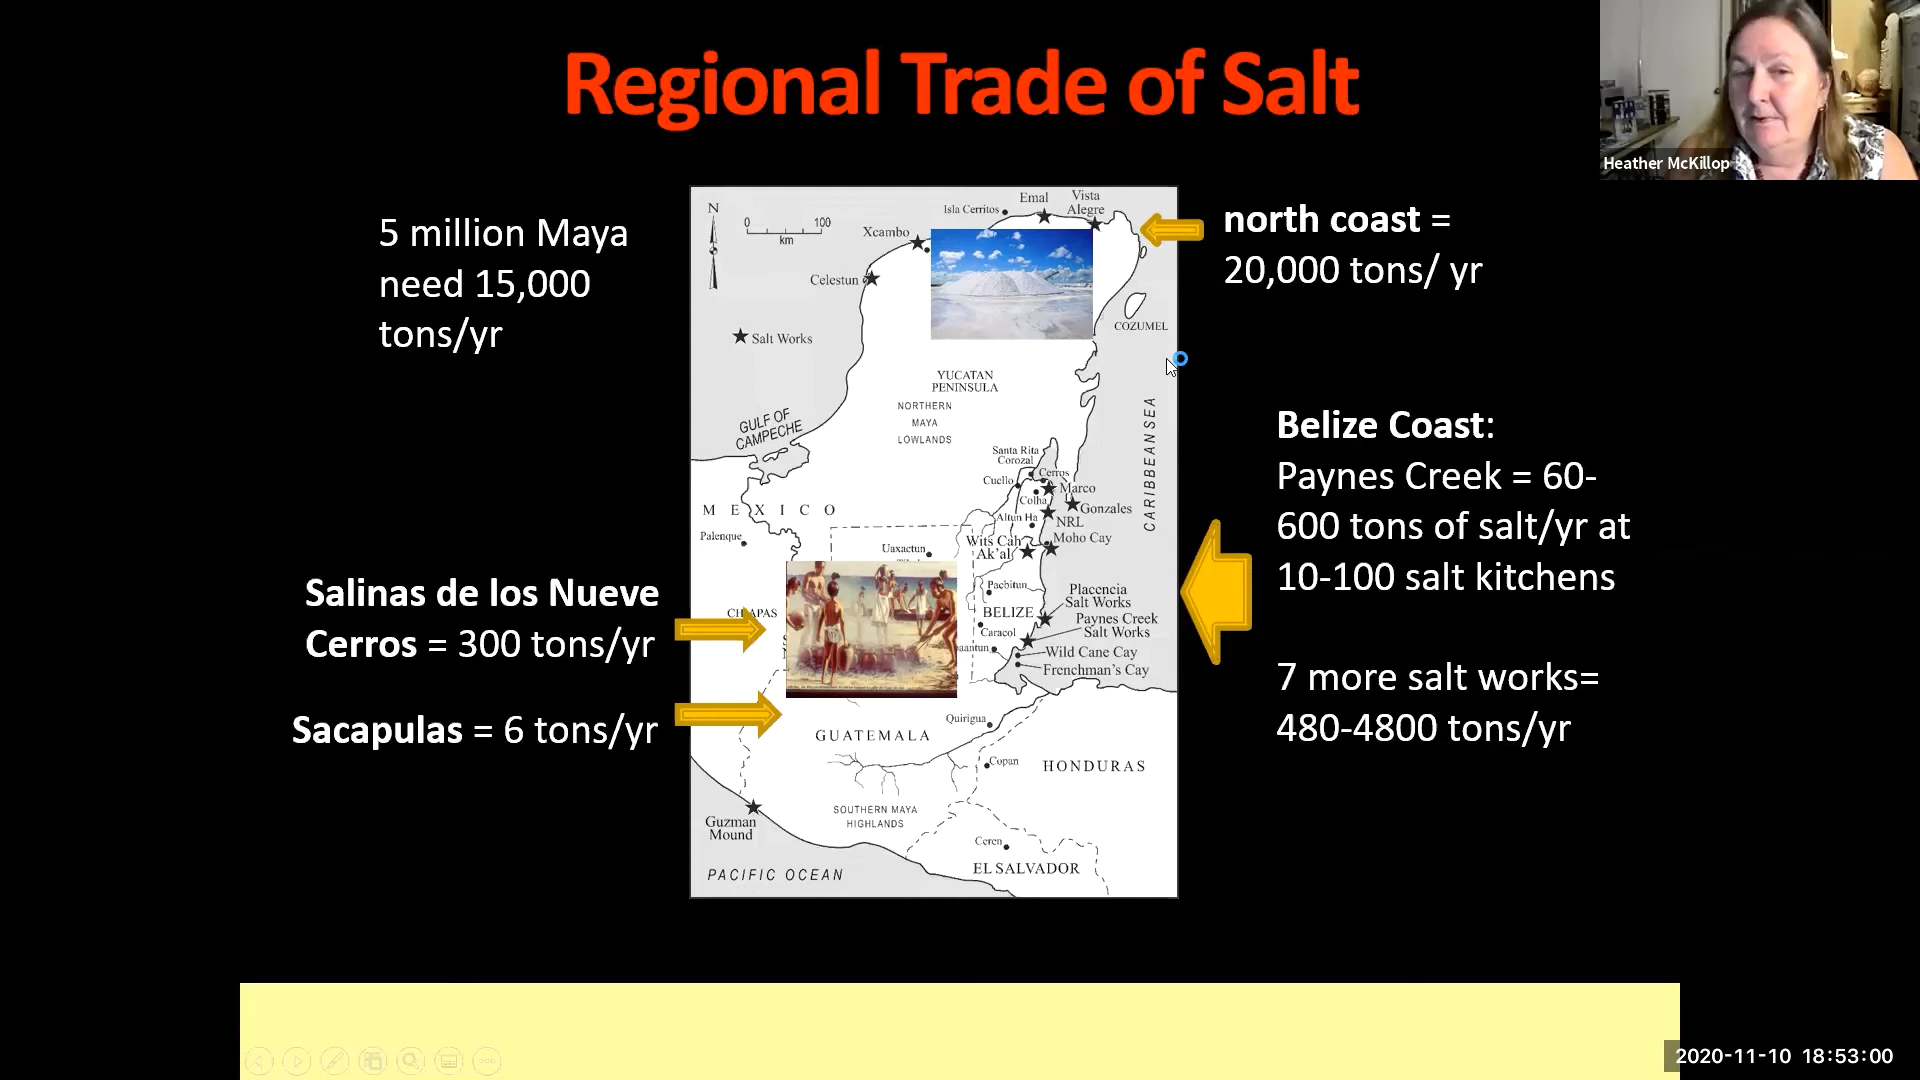 Regional Trade of Salt
Heather McKillop
5 million Maya
need 15,000
tons/yr
north coast =
20,000 tons/ yr
Belize Coast:
Paynes Creek = 60-
600 tons of salt/yr at
10-100 salt kitchens
7 more salt works=
480-4800 tons/yr
Salinas de los Nueve
Cerros = 300 tons/yr
Sacapulas = 6 tons/yr
N
0 100
km
Isla Cerritos
Emal
Vista
Alegre
Xcambo
Celestun
Salt Works
COZUMEL
YUCATAN
PENINSULA
NORTHERN
MAYA
LOWLANDS
GULF OF
CAMPECHE
CARIBBEAN SEA
Santa Rita
Corozal
Cerros
Cuello
Marco
Colha
Gonzales
Altun Ha
NRL
Moho Cay
Wits Cah
Ak'al
MEXICO
Palenque
Uaxactun
Pacbitun
Placencia
Salt Works
BELIZE
Paynes Creek
Salt Works
Caracol
Wild Cane Cay
Frenchman's Cay
CHIAPAS
Quirigua
GUATEMALA
Copan
HONDURAS
SOUTHERN MAYA
HIGHLANDS
Guzman
Mound
Ceren
EL SALVADOR
PACIFIC OCEAN
2020-11-10 18:53:00